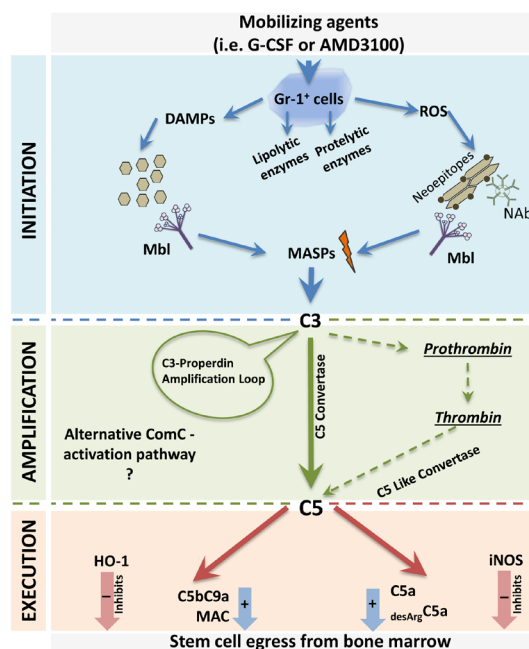 Mobilizing agents
(i.e. G-CSF or AMD3100)
INITIATION
Gr-1+ cells
DAMPs
ROS
Lipolytic
enzymes
Protelytic
enzymes
Neoepitopes
NAb
Mbl
MASPs
Mbl
C3
AMPLIFICATION
C3-Properdin
Amplification Loop
C5 Convertase
Prothrombin
Thrombin
C5 Like Convertase
Alternative ComC -
activation pathway
?
C5
EXECUTION
HO-1
–
Inhibits
C5bC9a
MAC
+
+
C5a
desArgC5a
iNOS
–
Inhibits
Stem cell egress from bone marrow